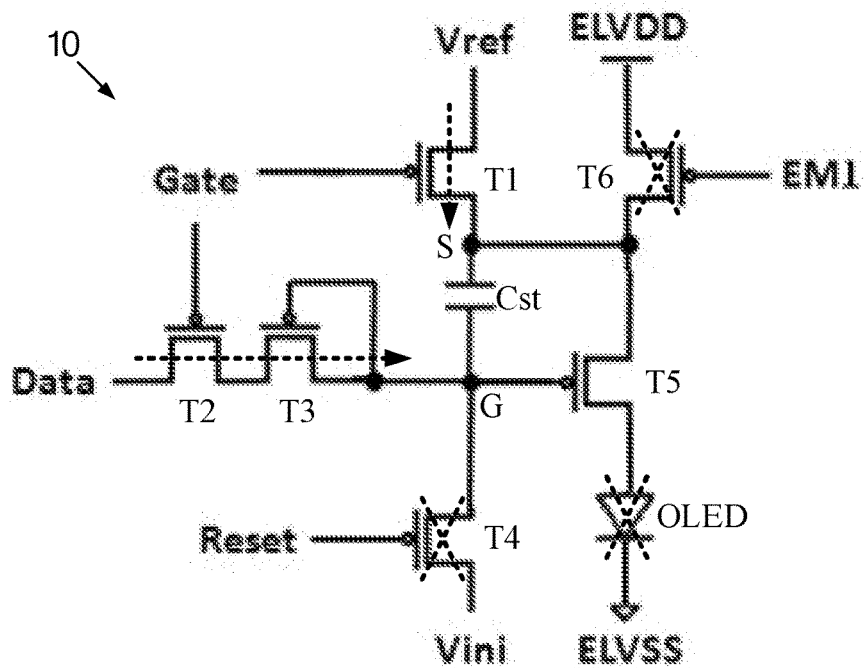 10
Vref
ELVDD
Gate
T1
T6
EM1
S
Cst
Data
T2
T3
G
T5
Reset
T4
OLED
Vini
ELVSS